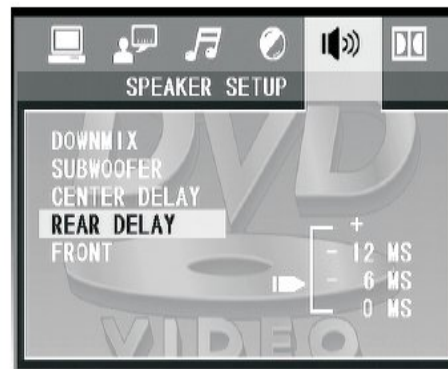 SPEAKER SETUP
DOWNMIX
SUBWOOFER
CENTER DELAY
REAR DELAY
FRONT
+
- 12 MS
- 6 MS
0 MS
DVD
VIDEO